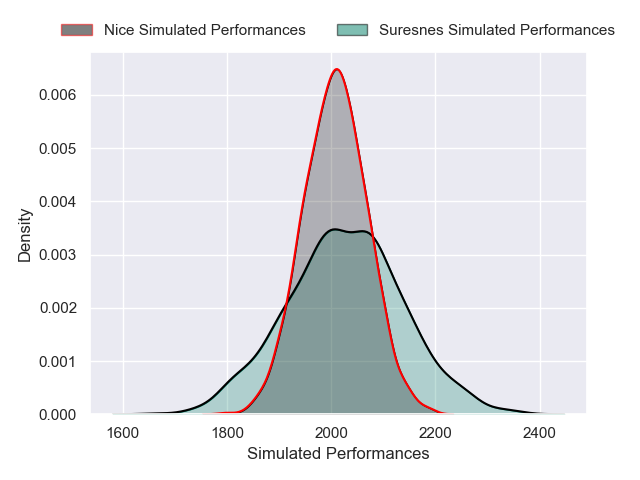 Nice Simulated Performances Suresnes Simulated Performances
0.006
0.005
0.004
0.003
0.002
0.001
0.000
Density
1600 1800 2000 2200 2400
Simulated Performances